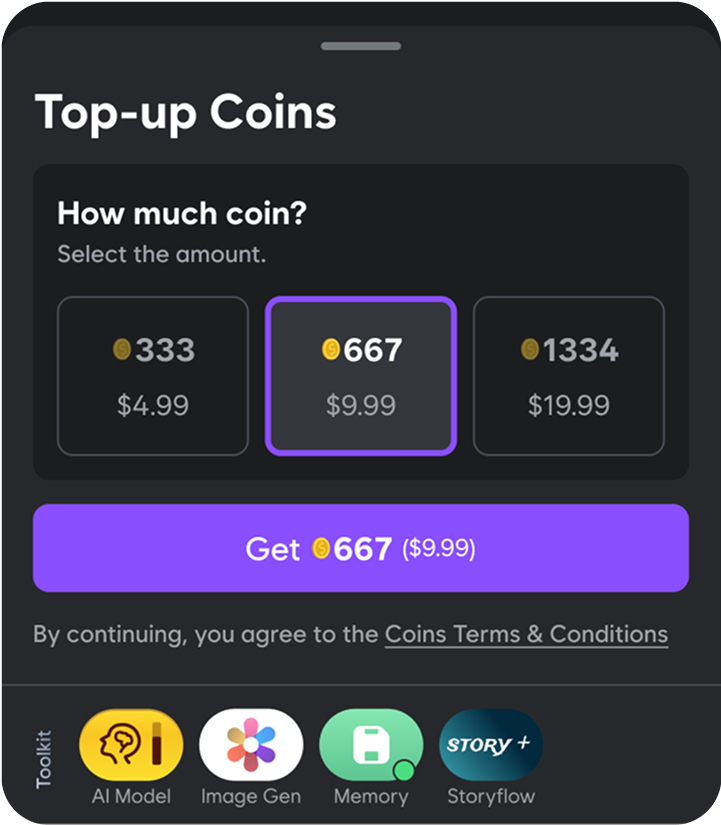 Top-up Coins
How much coin?
Select the amount.
333
$4.99
667
$9.99
1334
$19.99
Get 667 ($9.99)
By continuing, you agree to the Coins Terms & Conditions
Toolkit
AI Model
Image Gen
Memory
STORY +
Storyflow